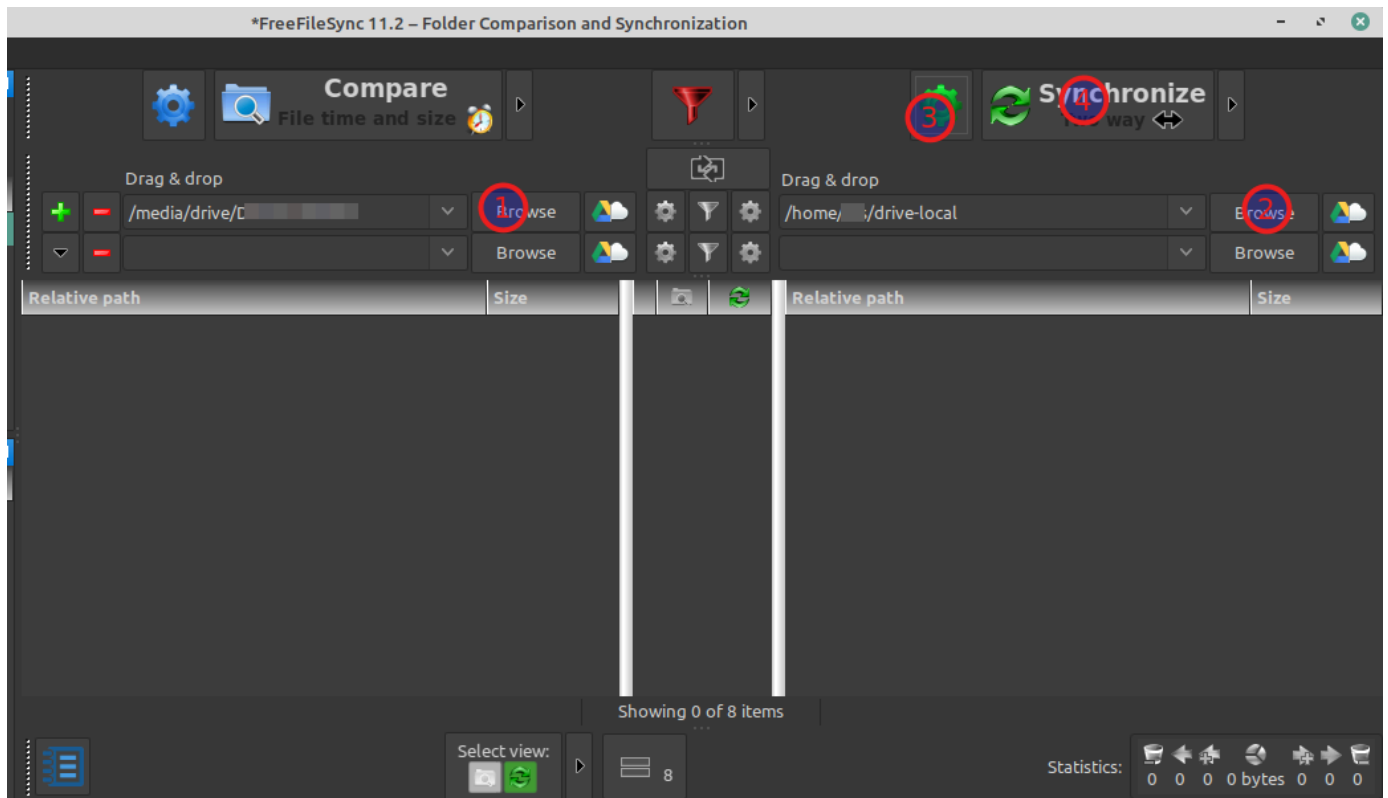 *FreeFileSync 11.2 – Folder Comparison and Synchronization
Compare
File time and size
Synchronize
way
3
4
Drag & drop
Drag & drop
/media/drive/D
Browse
1
/home/ s/drive-local
Browse
2
Browse
Browse
Relative path
Size
Relative path
Size
Showing 0 of 8 items
Select view:
8
Statistics:
0 0 0 0 bytes 0 0 0